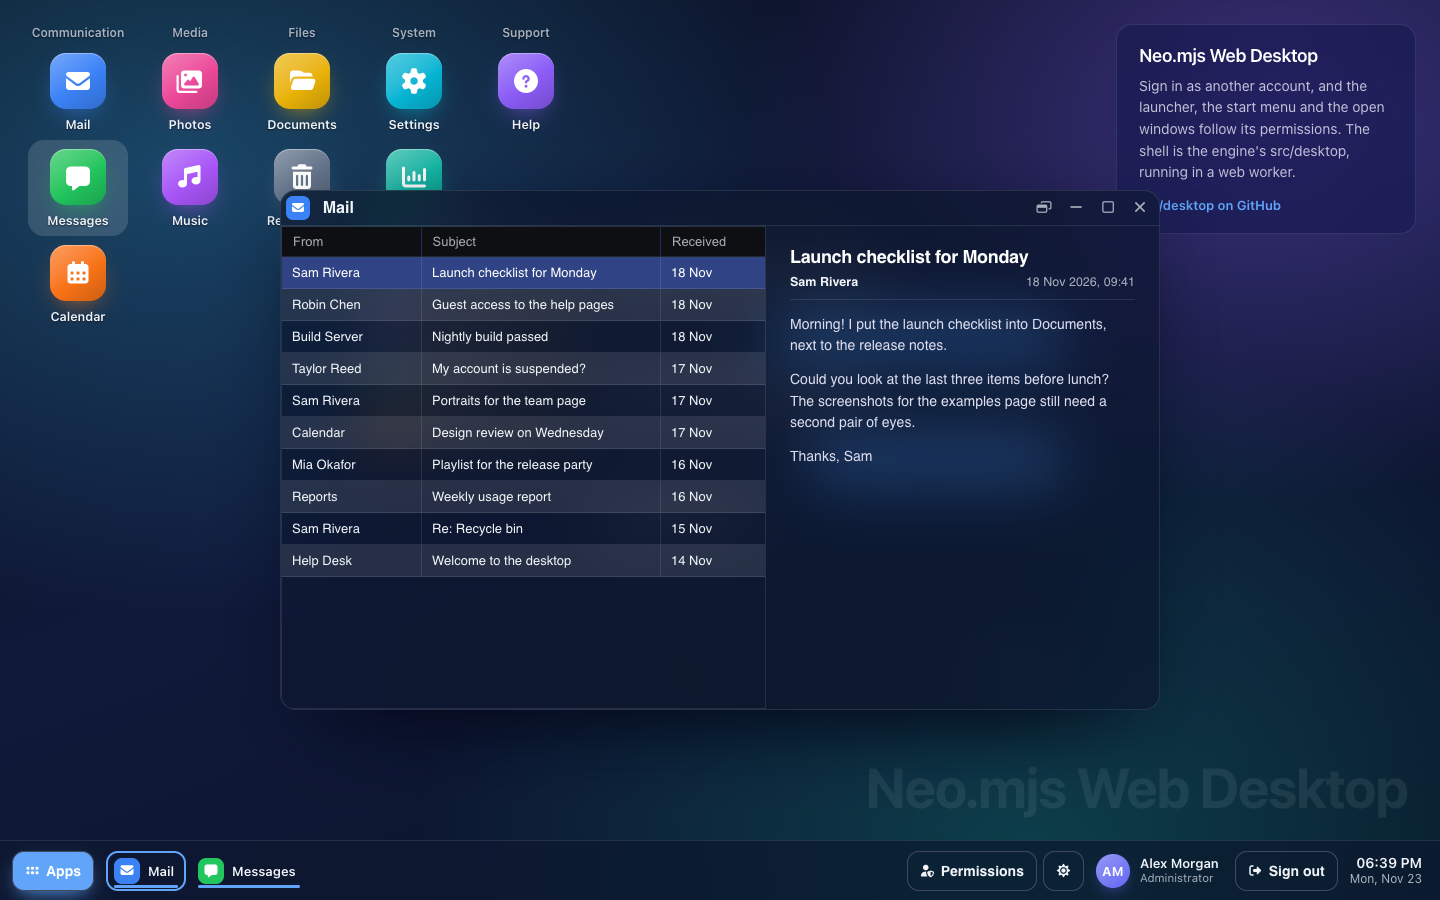 Communication
Media
Files
System
Support
Mail
Photos
Documents
Settings
Help
Messages
Music
Re
Calendar
Neo.mjs Web Desktop
Sign in as another account, and the
launcher, the start menu and the open
windows follow its permissions. The
shell is the engine's src/desktop,
running in a web worker.
/desktop on GitHub
Mail
From Subject Received
Sam Rivera Launch checklist for Monday 18 Nov
Robin Chen Guest access to the help pages 18 Nov
Build Server Nightly build passed 18 Nov
Taylor Reed My account is suspended? 17 Nov
Sam Rivera Portraits for the team page 17 Nov
Calendar Design review on Wednesday 17 Nov
Mia Okafor Playlist for the release party 16 Nov
Reports Weekly usage report 16 Nov
Sam Rivera Re: Recycle bin 15 Nov
Help Desk Welcome to the desktop 14 Nov
Launch checklist for Monday
Sam Rivera 18 Nov 2026, 09:41
Morning! I put the launch checklist into Documents,
next to the release notes.
Could you look at the last three items before lunch?
The screenshots for the examples page still need a
second pair of eyes.
Thanks, Sam
Neo.mjs Web Desktop
Apps
Mail
Messages
Permissions
AM
Alex Morgan
Administrator
Sign out
06:39 PM
Mon, Nov 23